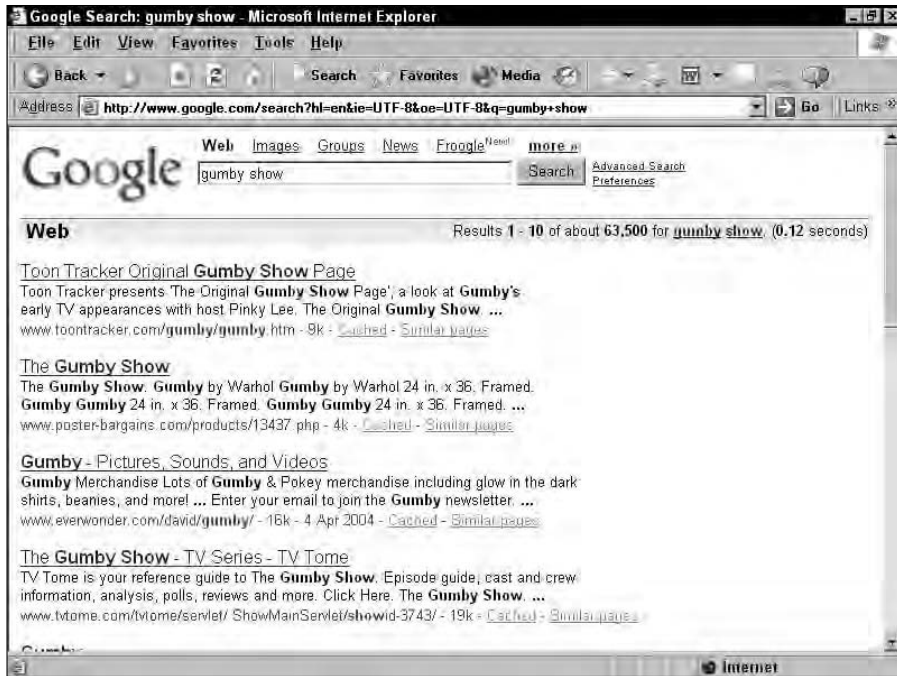 Google Search: gumby show - Microsoft Internet Explorer
File Edit View Favorites Tools Help
Back Search Favorites Media
Address http://www.google.com/search?hl=en&ie=UTF-8&oe=UTF-8&q=gumby+show Go Links »
Web Images Groups News Froogle New! more »
Google
gumby show Search Advanced Search
Preferences
Web Results 1 - 10 of about 63,500 for gumby show. (0.12 seconds)
Toon Tracker Original Gumby Show Page
Toon Tracker presents 'The Original Gumby Show Page', a look at Gumby's
early TV appearances with host Pinky Lee. The Original Gumby Show. ...
www.toontracker.com/gumby/gumby.htm - 9k - Cached - Similar pages
The Gumby Show
The Gumby Show. Gumby by Warhol Gumby by Warhol 24 in. x 36. Framed.
Gumby Gumby 24 in. x 36. Framed. Gumby Gumby 24 in. x 36. Framed. ...
www.poster-bargains.com/products/13437.php - 4k - Cached - Similar pages
Gumby - Pictures, Sounds, and Videos
Gumby Merchandise Lots of Gumby & Pokey merchandise including glow in the dark
shirts, beanies, and more! ... Enter your email to join the Gumby newsletter. ...
www.everwonder.com/david/gumby/ - 16k - 4 Apr 2004 - Cached - Similar pages
The Gumby Show - TV Series - TV Tome
TV Tome is your reference guide to The Gumby Show. Episode guide, cast and crew
information, analysis, polls, reviews and more. Click Here. The Gumby Show. ...
www.tvtome.com/tvtome/servlet/ ShowMainServlet/showid-3743/ - 19k - Cached - Similar pages
Gumby
Internet